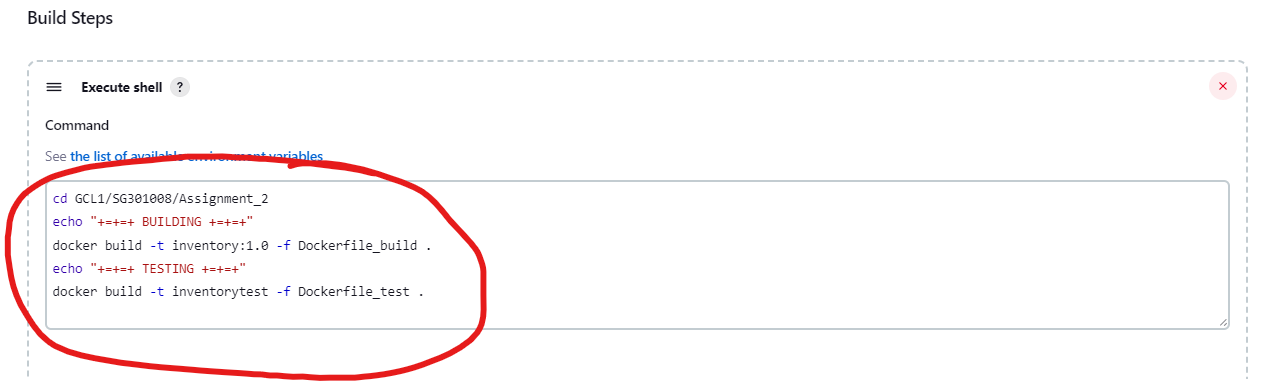 Build Steps
Execute shell ?
Command
See the list of available environment variables
cd GCL1/SG301008/Assignment_2
echo "+=+=+ BUILDING +=+=+"
docker build -t inventory:1.0 -f Dockerfile_build .
echo "+=+=+ TESTING +=+=+"
docker build -t inventorytest -f Dockerfile_test .